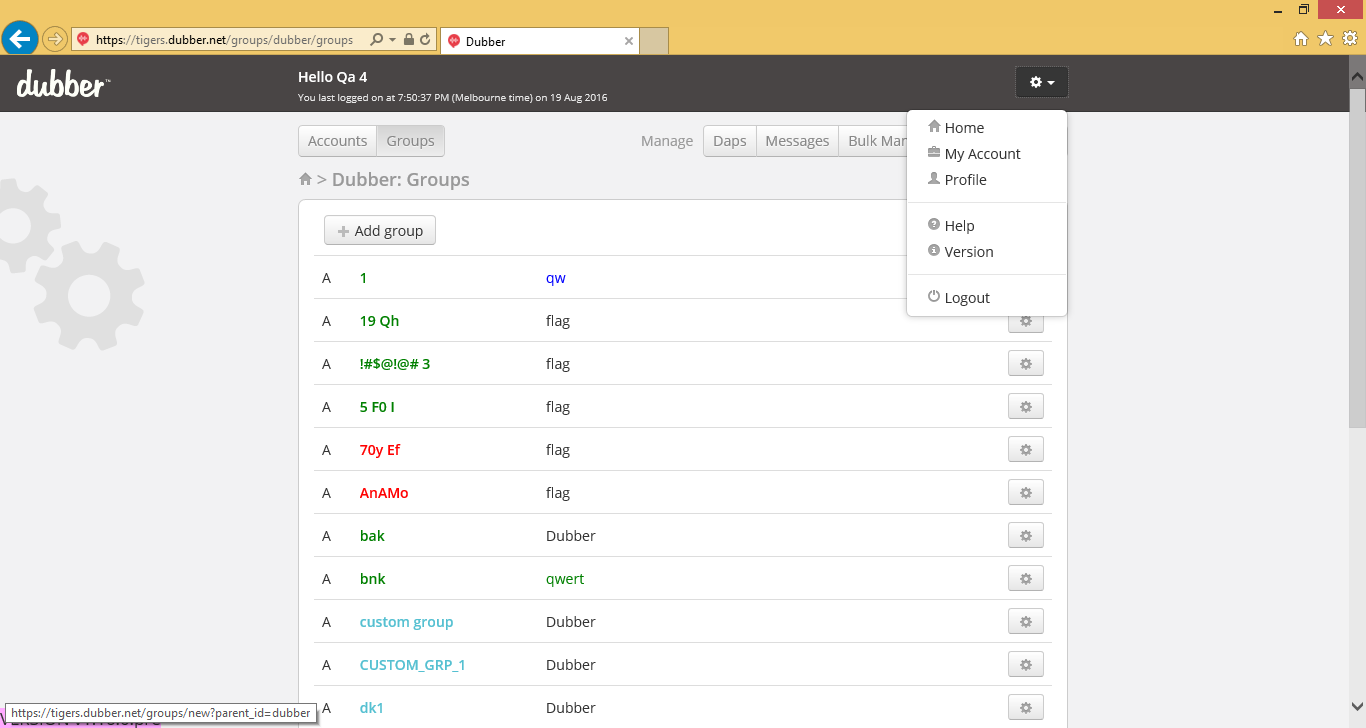 https://tigers.dubber.net/groups/dubber/groups
Dubber
dubber™
Hello Qa 4
You last logged on at 7:50:37 PM (Melbourne time) on 19 Aug 2016
Accounts Groups Manage Daps Messages Bulk Mar
Home
My Account
Profile
Help
Version
Logout
> Dubber: Groups
Add group
A 1 qw
A 19 Qh flag
A !#$@!@# 3 flag
A 5 F0 I flag
A 70y Ef flag
A AnAMo flag
A bak Dubber
A bnk qwert
A custom group Dubber
A CUSTOM_GRP_1 Dubber
A dk1 Dubber
https://tigers.dubber.net/groups/new?parent_id=dubber